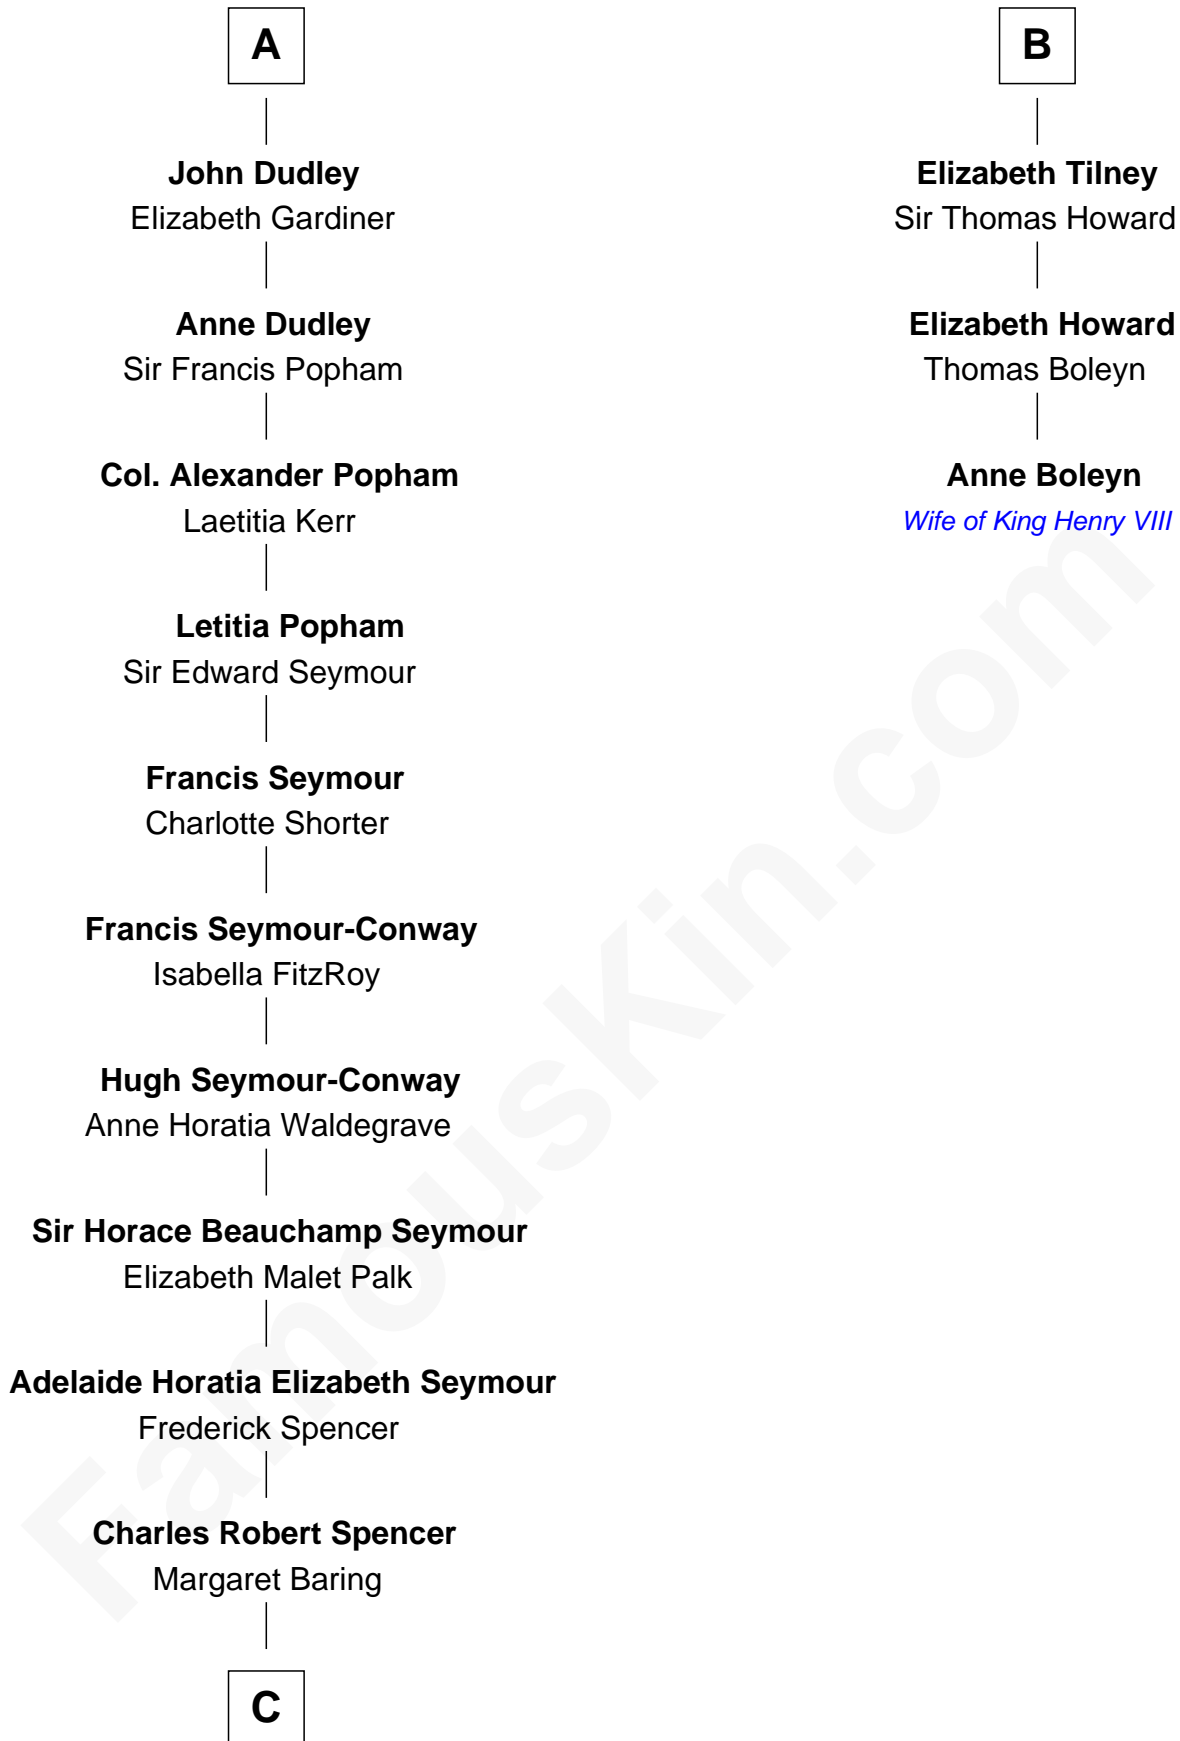 A
John Dudley
Elizabeth Gardiner
Anne Dudley
Sir Francis Popham
Col. Alexander Popham
Laetitia Kerr
Letitia Popham
Sir Edward Seymour
Francis Seymour
Charlotte Shorter
Francis Seymour-Conway
Isabella FitzRoy
Hugh Seymour-Conway
Anne Horatia Waldegrave
Sir Horace Beauchamp Seymour
Elizabeth Malet Palk
Adelaide Horatia Elizabeth Seymour
Frederick Spencer
Charles Robert Spencer
Margaret Baring
C
B
Elizabeth Tilney
Sir Thomas Howard
Elizabeth Howard
Thomas Boleyn
Anne Boleyn
Wife of King Henry VIII
FamousKin.com